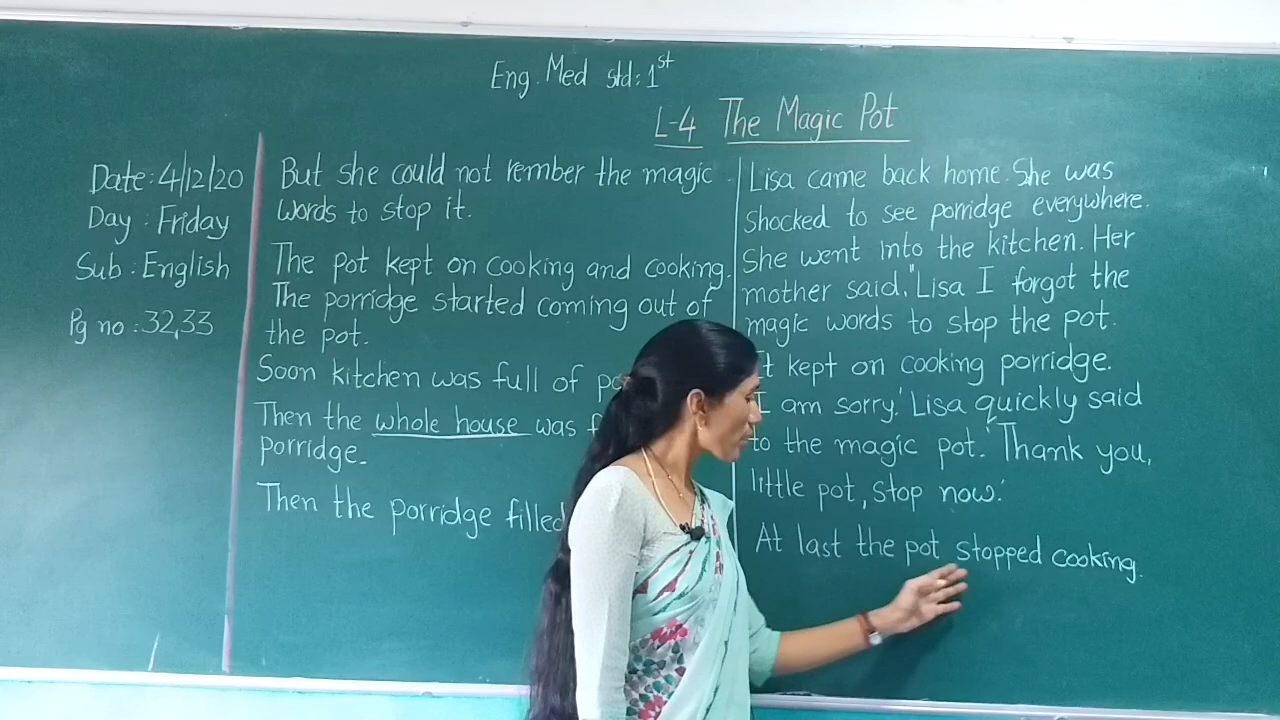 Eng. Med std: 1st
L-4 The Magic Pot
Date: 4/12/20
Day: Friday
Sub: English
Pg no: 32,33
But she could not rember the magic
words to stop it.
The pot kept on cooking and cooking.
The porridge started coming out of
the pot.
Soon kitchen was full of
Then the whole house was
porridge.
Then the porridge filled
Lisa came back home. She was
shocked to see porridge everywhere.
She went into the kitchen. Her
mother said, "Lisa I forgot the
magic words to stop the pot.
It kept on cooking porridge.
I am sorry.' Lisa quickly said
to the magic pot.' Thank you,
little pot, stop now.'
At last the pot stopped cooking.